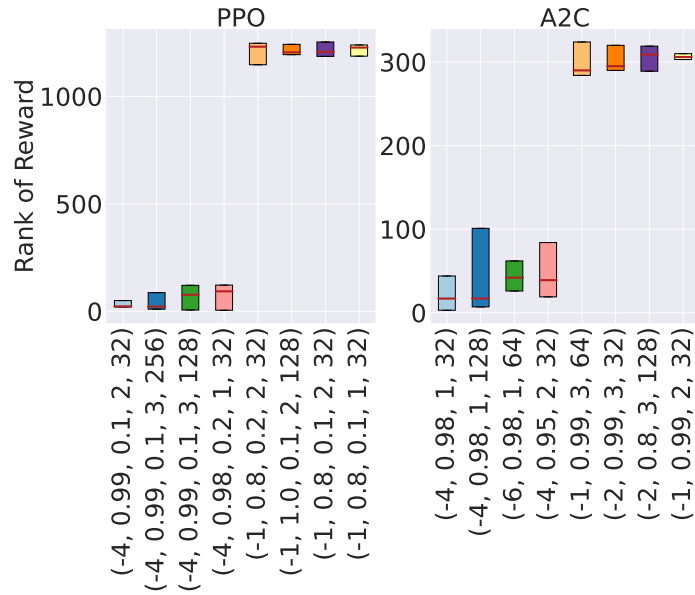 PPO
Rank of Reward
1000
500
0
(-4, 0.99, 0.1, 2, 32)
(-4, 0.99, 0.1, 3, 256)
(-4, 0.99, 0.1, 3, 128)
(-4, 0.98, 0.2, 1, 32)
(-1, 0.8, 0.2, 2, 32)
(-1, 1.0, 0.1, 2, 128)
(-1, 0.8, 0.1, 2, 32)
(-1, 0.8, 0.1, 1, 32)
A2C
300
200
100
0
(-4, 0.98, 1, 32)
(-4, 0.98, 1, 128)
(-6, 0.98, 1, 64)
(-4, 0.95, 2, 32)
(-1, 0.99, 3, 64)
(-2, 0.99, 3, 32)
(-2, 0.8, 3, 128)
(-1, 0.99, 2, 32)